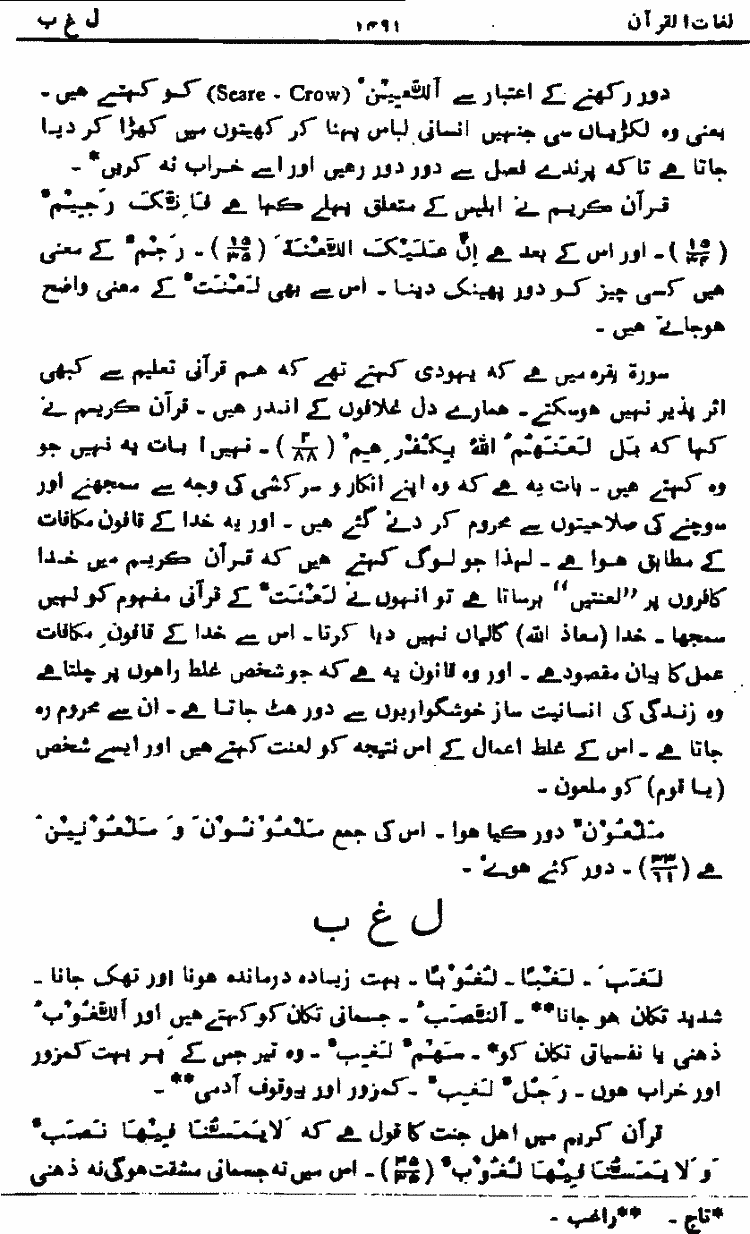 لغات القرآن ۱۴۹۱ ل غ ب
دور رکھنے کے اعتبار سے اَللَّعِیْنُ (Scare - Crow) کو کہتے ہیں ۔
یعنی وہ لکڑیاں سی جنہیں انسانی لباس پہنا کر کھیتوں میں کھڑا کر دیا
جاتا ہے تاکہ پرندے فصل سے دور دور رہیں اور اسے خراب نہ کریں* ۔
قرآن کریم نے ابلیس کے متعلق پہلے کہا ہے فَاِنَّکَ رَجِیْمٌ
(۱۵/۳۴) ۔ اور اس کے بعد ہے اِنَّ عَلَیْکَ اللَّعْنَةَ (۱۵/۳۵) ۔ رَجْمٌ کے معنی
ہیں کسی چیز کو دور پھینک دینا ۔ اس سے بھی لَعْنَتٌ کے معنی واضح
ہوجاتے ہیں ۔
سورۃ بقرہ میں ہے کہ یہودی کہتے تھے کہ ہم قرآنی تعلیم سے کبھی
اثر پذیر نہیں ہوسکتے ۔ ہمارے دل غلافوں کے اندر ہیں ۔ قرآن کریم نے
کہا کہ بَلْ لَعَنَهُمُ اللّٰهُ بِکُفْرِهِمْ (۲/۸۸) ۔ نہیں ! بات یہ نہیں جو
وہ کہتے ہیں ۔ بات یہ ہے کہ وہ اپنے انکار و سرکشی کی وجہ سے سمجھنے اور
سوچنے کی صلاحیتوں سے محروم کر دئے گئے ہیں ۔ اور یہ خدا کے قانون مکافات
کے مطابق ہوا ہے ۔ لہذا جو لوگ کہتے ہیں کہ قرآن کریم میں خدا
کافروں پر ”لعنتیں“ برساتا ہے تو انہوں نے لَعْنَتٌ کے قرآنی مفہوم کو نہیں
سمجھا ۔ خدا (معاذ اللہ) گالیاں نہیں دیا کرتا ۔ اس سے خدا کے قانونِ مکافات
عمل کا بیان مقصود ہے ۔ اور وہ قانون یہ ہے کہ جو شخص غلط راہوں پر چلتا ہے
وہ زندگی کی انسانیت ساز خوشگواریوں سے دور ہٹ جاتا ہے ۔ ان سے محروم رہ
جاتا ہے ۔ اس کے غلط اعمال کے اس نتیجہ کو لعنت کہتے ہیں اور ایسے شخص
(یا قوم) کو ملعون ۔
مَلْعُوْنٌ دور کیا ہوا ۔ اس کی جمع مَلْعُوْنُوْنَ وَ مَلْعُوْنِیْنَ
ہے (۳۳/۶۱) ۔ دور کئے ہوئے ۔
ل غ ب
لَغَبَ ۔ لَغْبًا ۔ لُغُوْبًا ۔ بہت زیادہ درماندہ ہونا اور تھک جانا ۔
شدید تکان ہو جانا** ۔ اَلنَّصَبُ ۔ جسمانی تکان کو کہتے ہیں اور اَللُّغُوْبُ
ذہنی یا نفسیاتی تکان کو* ۔ سَهْمٌ لَغِیْبٌ ۔ وہ تیر جس کے پر بہت کمزور
اور خراب ہوں ۔ رَجُلٌ لَغِیْبٌ ۔ کمزور اور بیوقوف آدمی** ۔
قرآن کریم میں اہل جنت کا قول ہے کہ لَا یَمَسُّنَا فِیْهَا نَصَبٌ
وَ لَا یَمَسُّنَا فِیْهَا لُغُوْبٌ (۳۵/۳۵) ۔ اس میں نہ جسمانی مشقت ہوگی نہ ذہنی
*تاج ۔ **راغب ۔